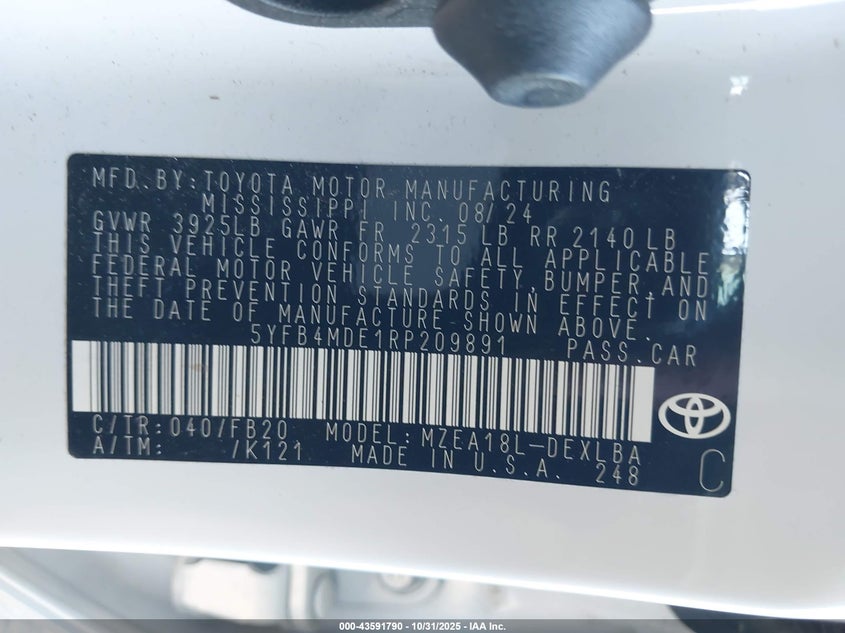 MFD.BY:TOYOTA MOTOR MANUFACTURING
MISSISSIPPI INC. 08/24
GVWR 3925LB GAWR FR 2315LB RR 2140LB
THIS VEHICLE CONFORMS TO ALL APPLICABLE
FEDERAL MOTOR VEHICLE SAFETY,BUMPER,AND
THEFT PREVENTION STANDARDS IN EFFECT ON
THE DATE OF MANUFACTURE SHOWN ABOVE.
5YFB4MDE1RP209891 PASS.CAR
C/TR:040/FB20 MODEL:MZEA18L-DEXLBA
A/TM: /K121 MADE IN U.S.A. 248
C
000-43591790 - 10/31/2025 - IAA Inc.